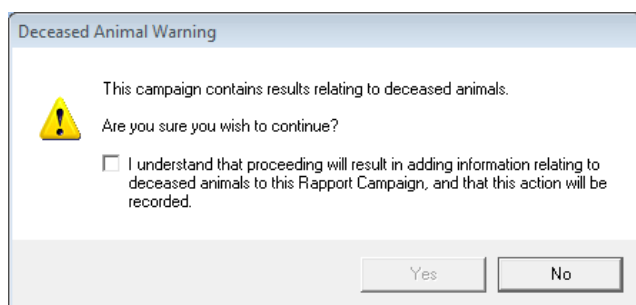 Deceased Animal Warning
This campaign contains results relating to deceased animals.
Are you sure you wish to continue?
I understand that proceeding will result in adding information relating to
deceased animals to this Rapport Campaign, and that this action will be
recorded.
Yes No